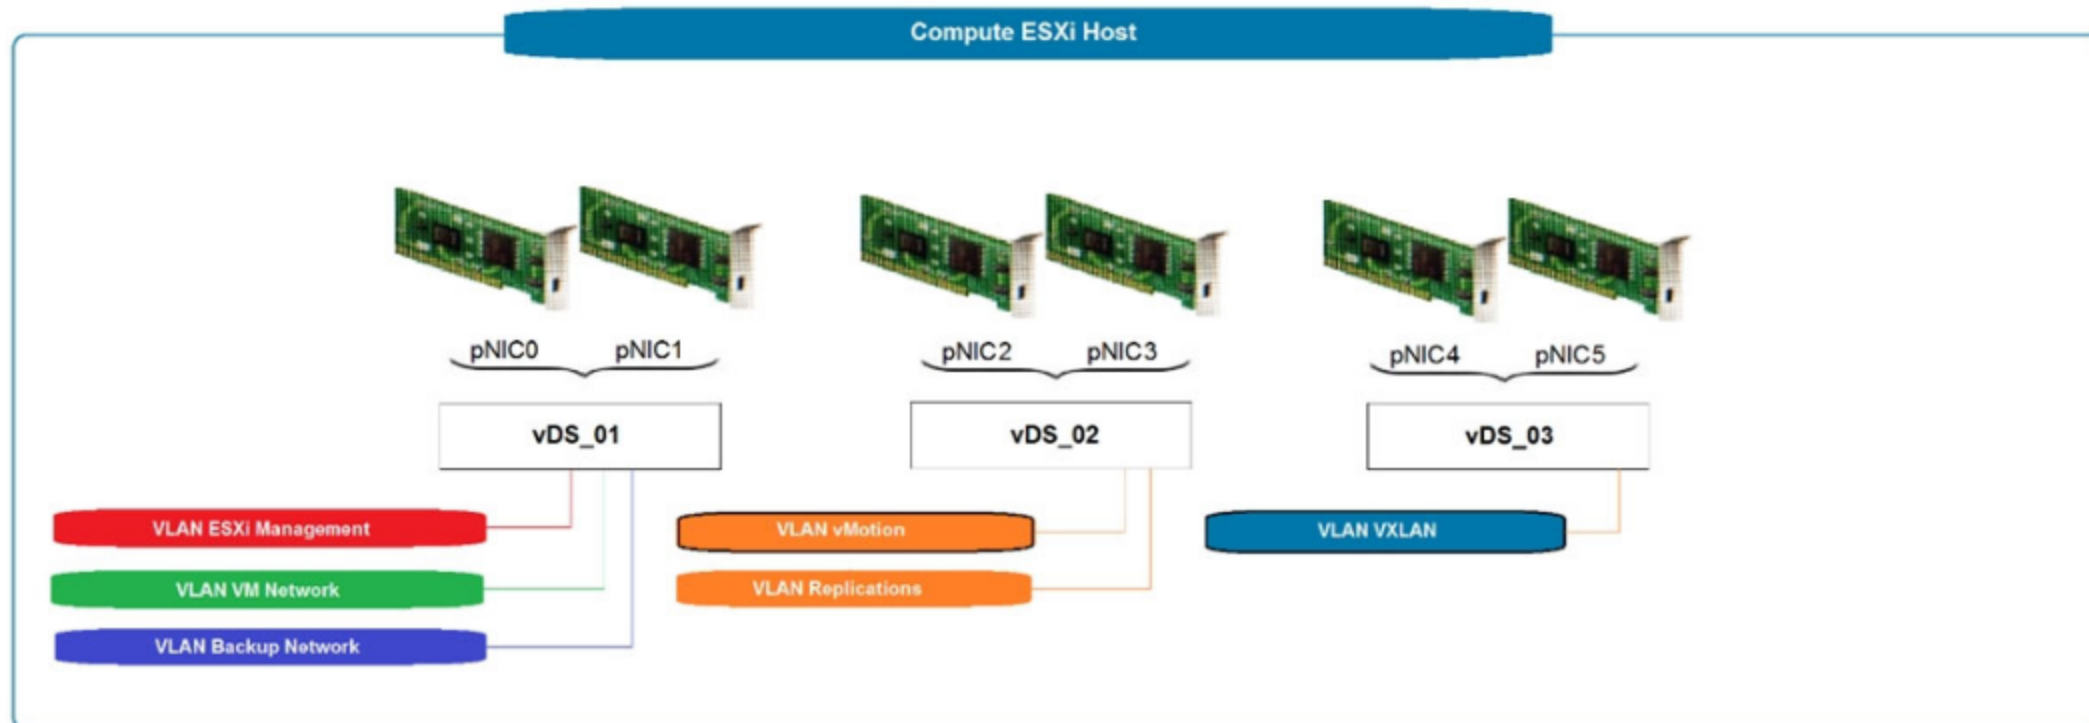 Compute ESXi Host
pNIC0 pNIC1
pNIC2 pNIC3
pNIC4 pNIC5
vDS_01
vDS_02
vDS_03
VLAN ESXi Management
VLAN VM Network
VLAN Backup Network
VLAN vMotion
VLAN Replications
VLAN VXLAN